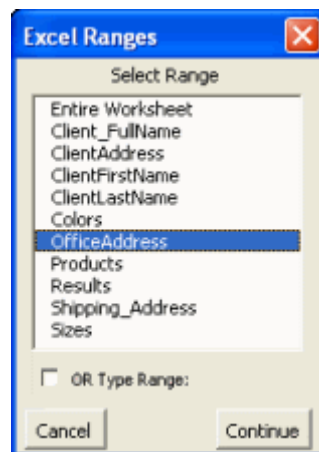 Excel Ranges
Select Range
Entire Worksheet
Client_FullName
ClientAddress
ClientFirstName
ClientLastName
Colors
OfficeAddress
Products
Results
Shipping_Address
Sizes
OR Type Range:
Cancel Continue